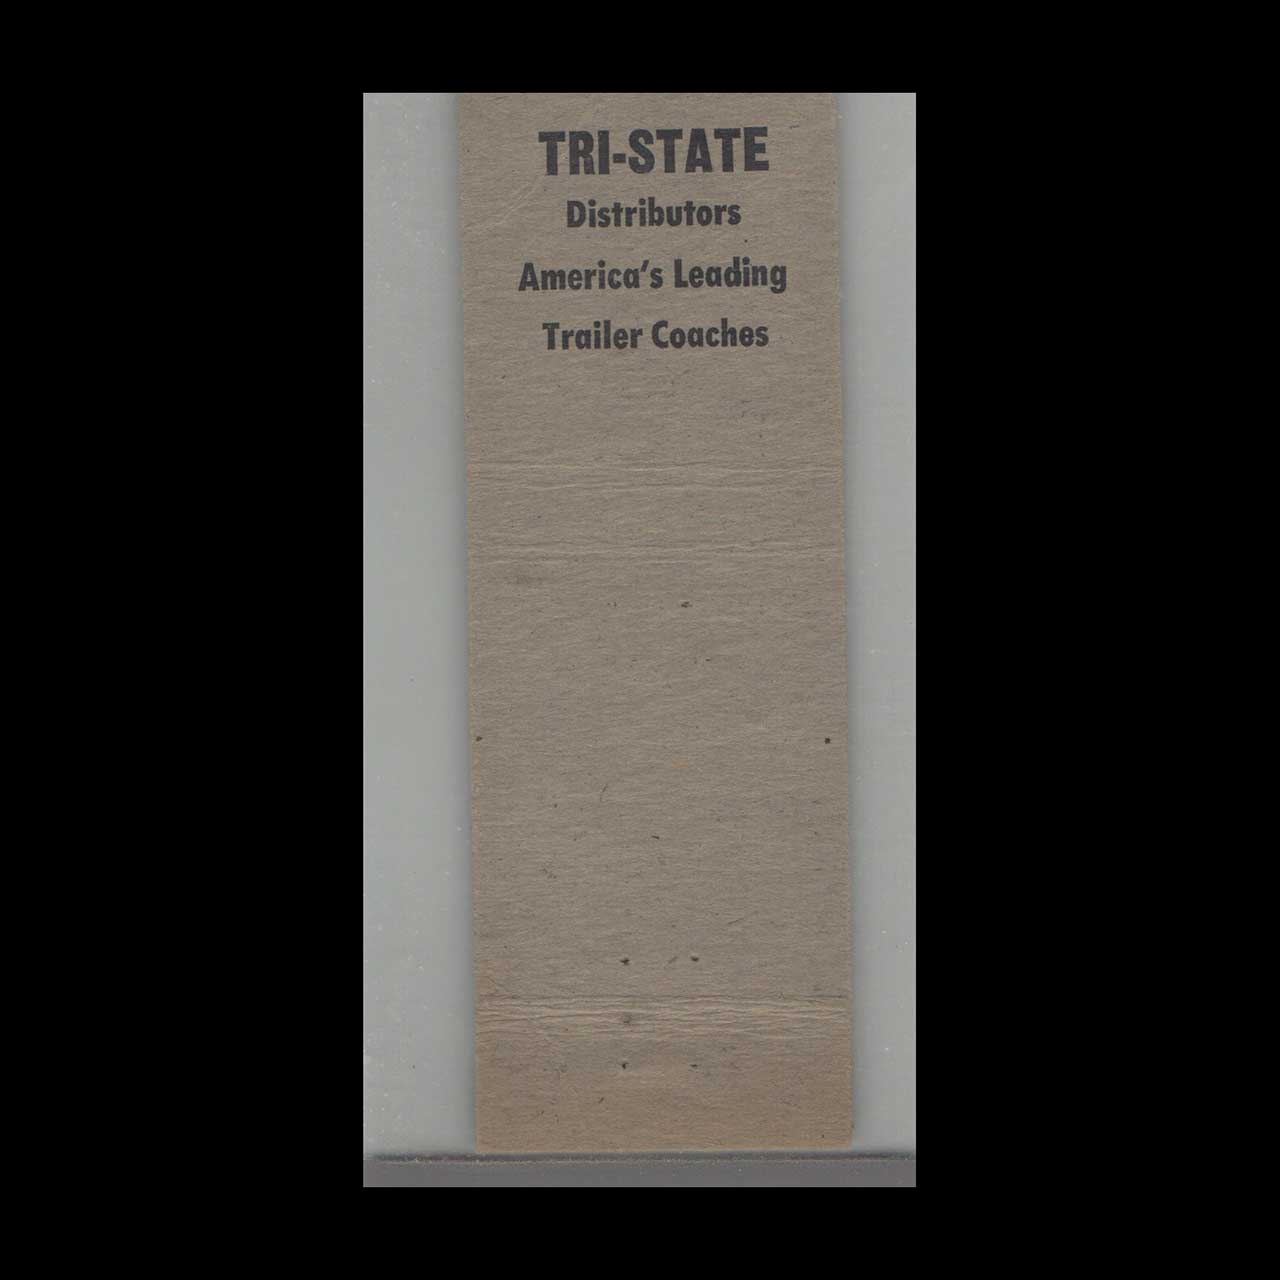 TRI-STATE
Distributors
America's Leading
Trailer Coaches